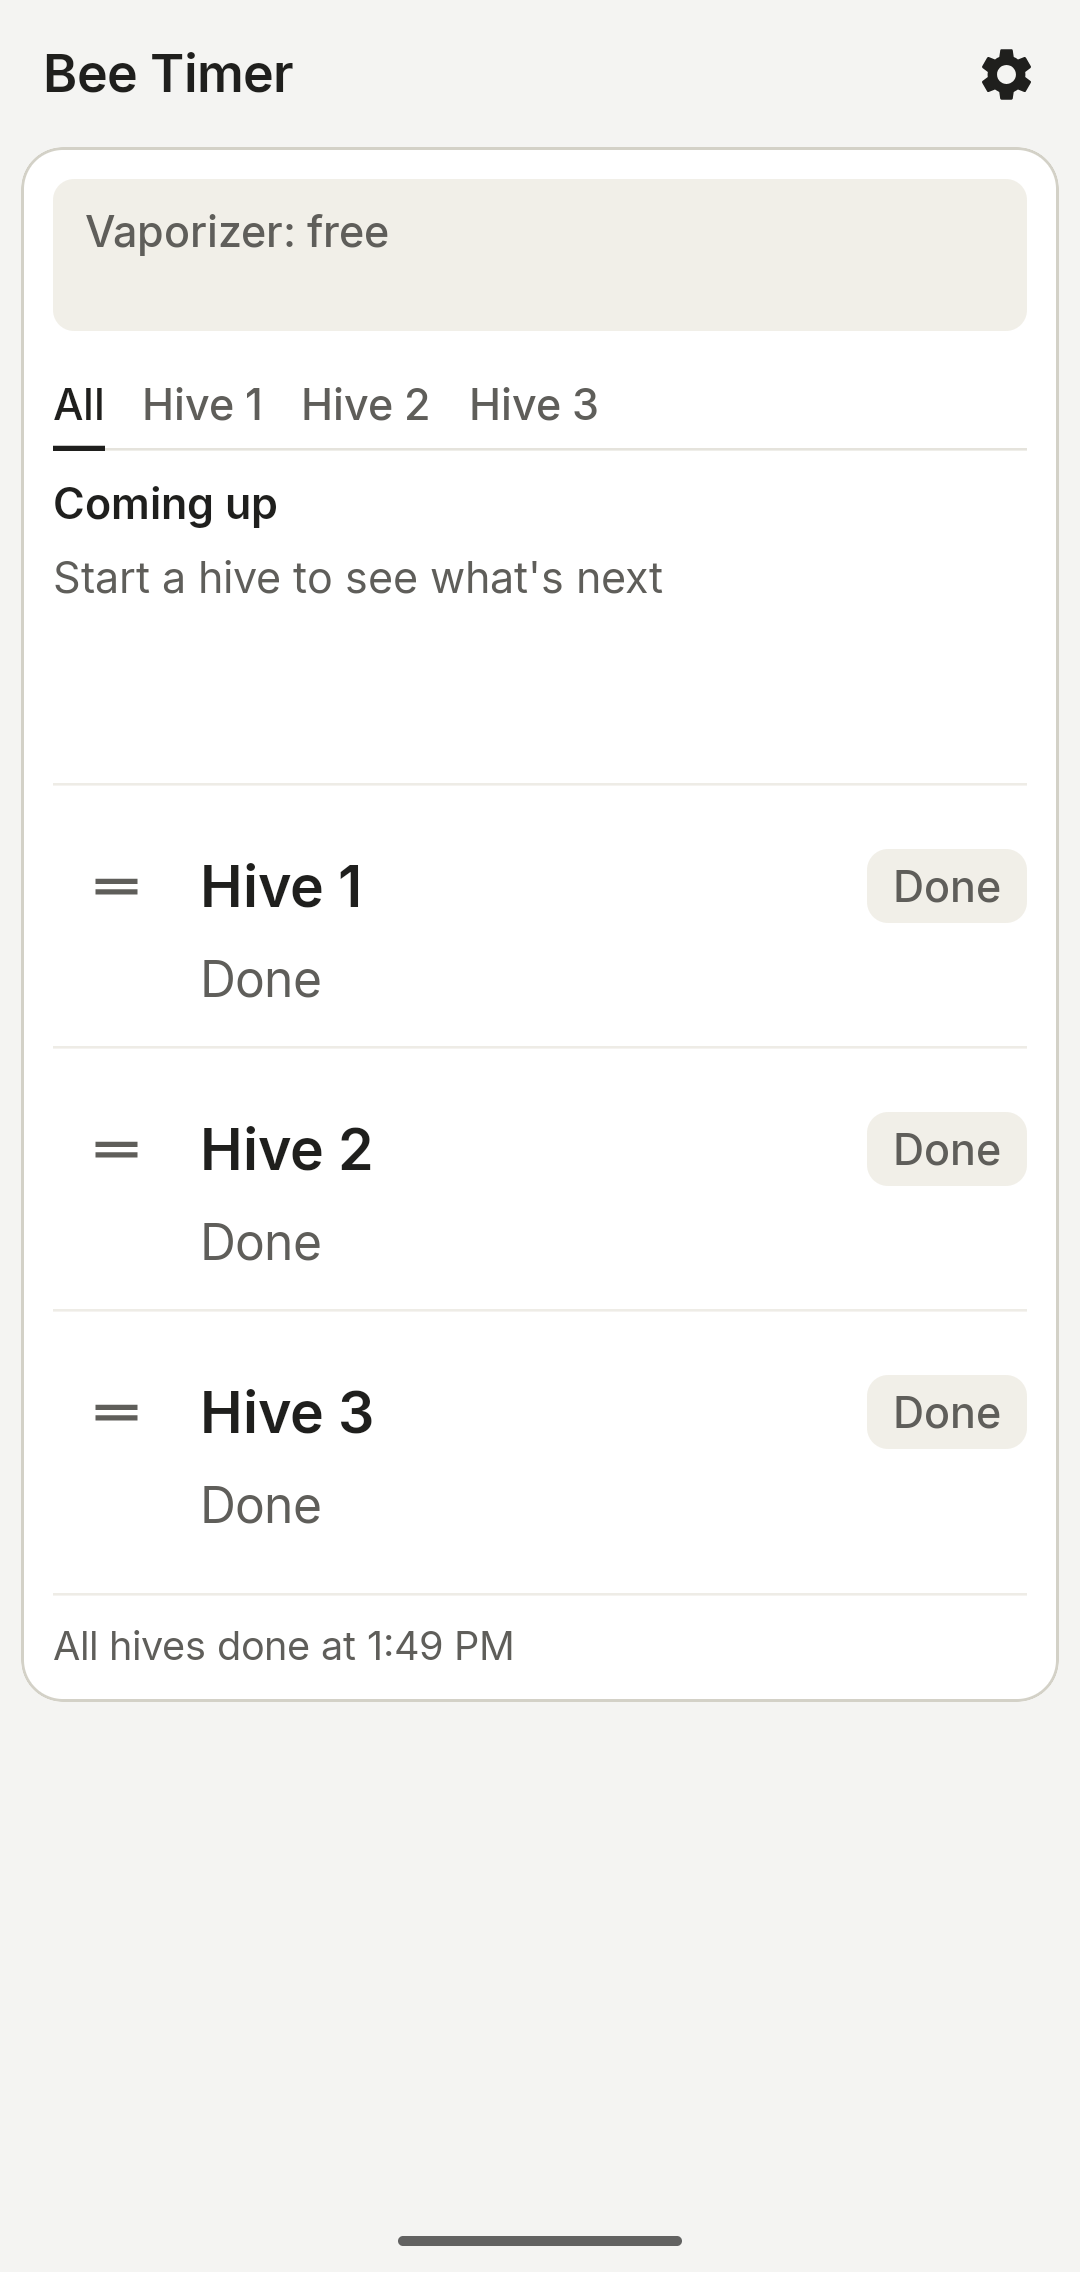 Bee Timer
Vaporizer: free
All Hive 1 Hive 2 Hive 3
Coming up
Start a hive to see what's next
Hive 1 Done
Done
Hive 2 Done
Done
Hive 3 Done
Done
All hives done at 1:49 PM